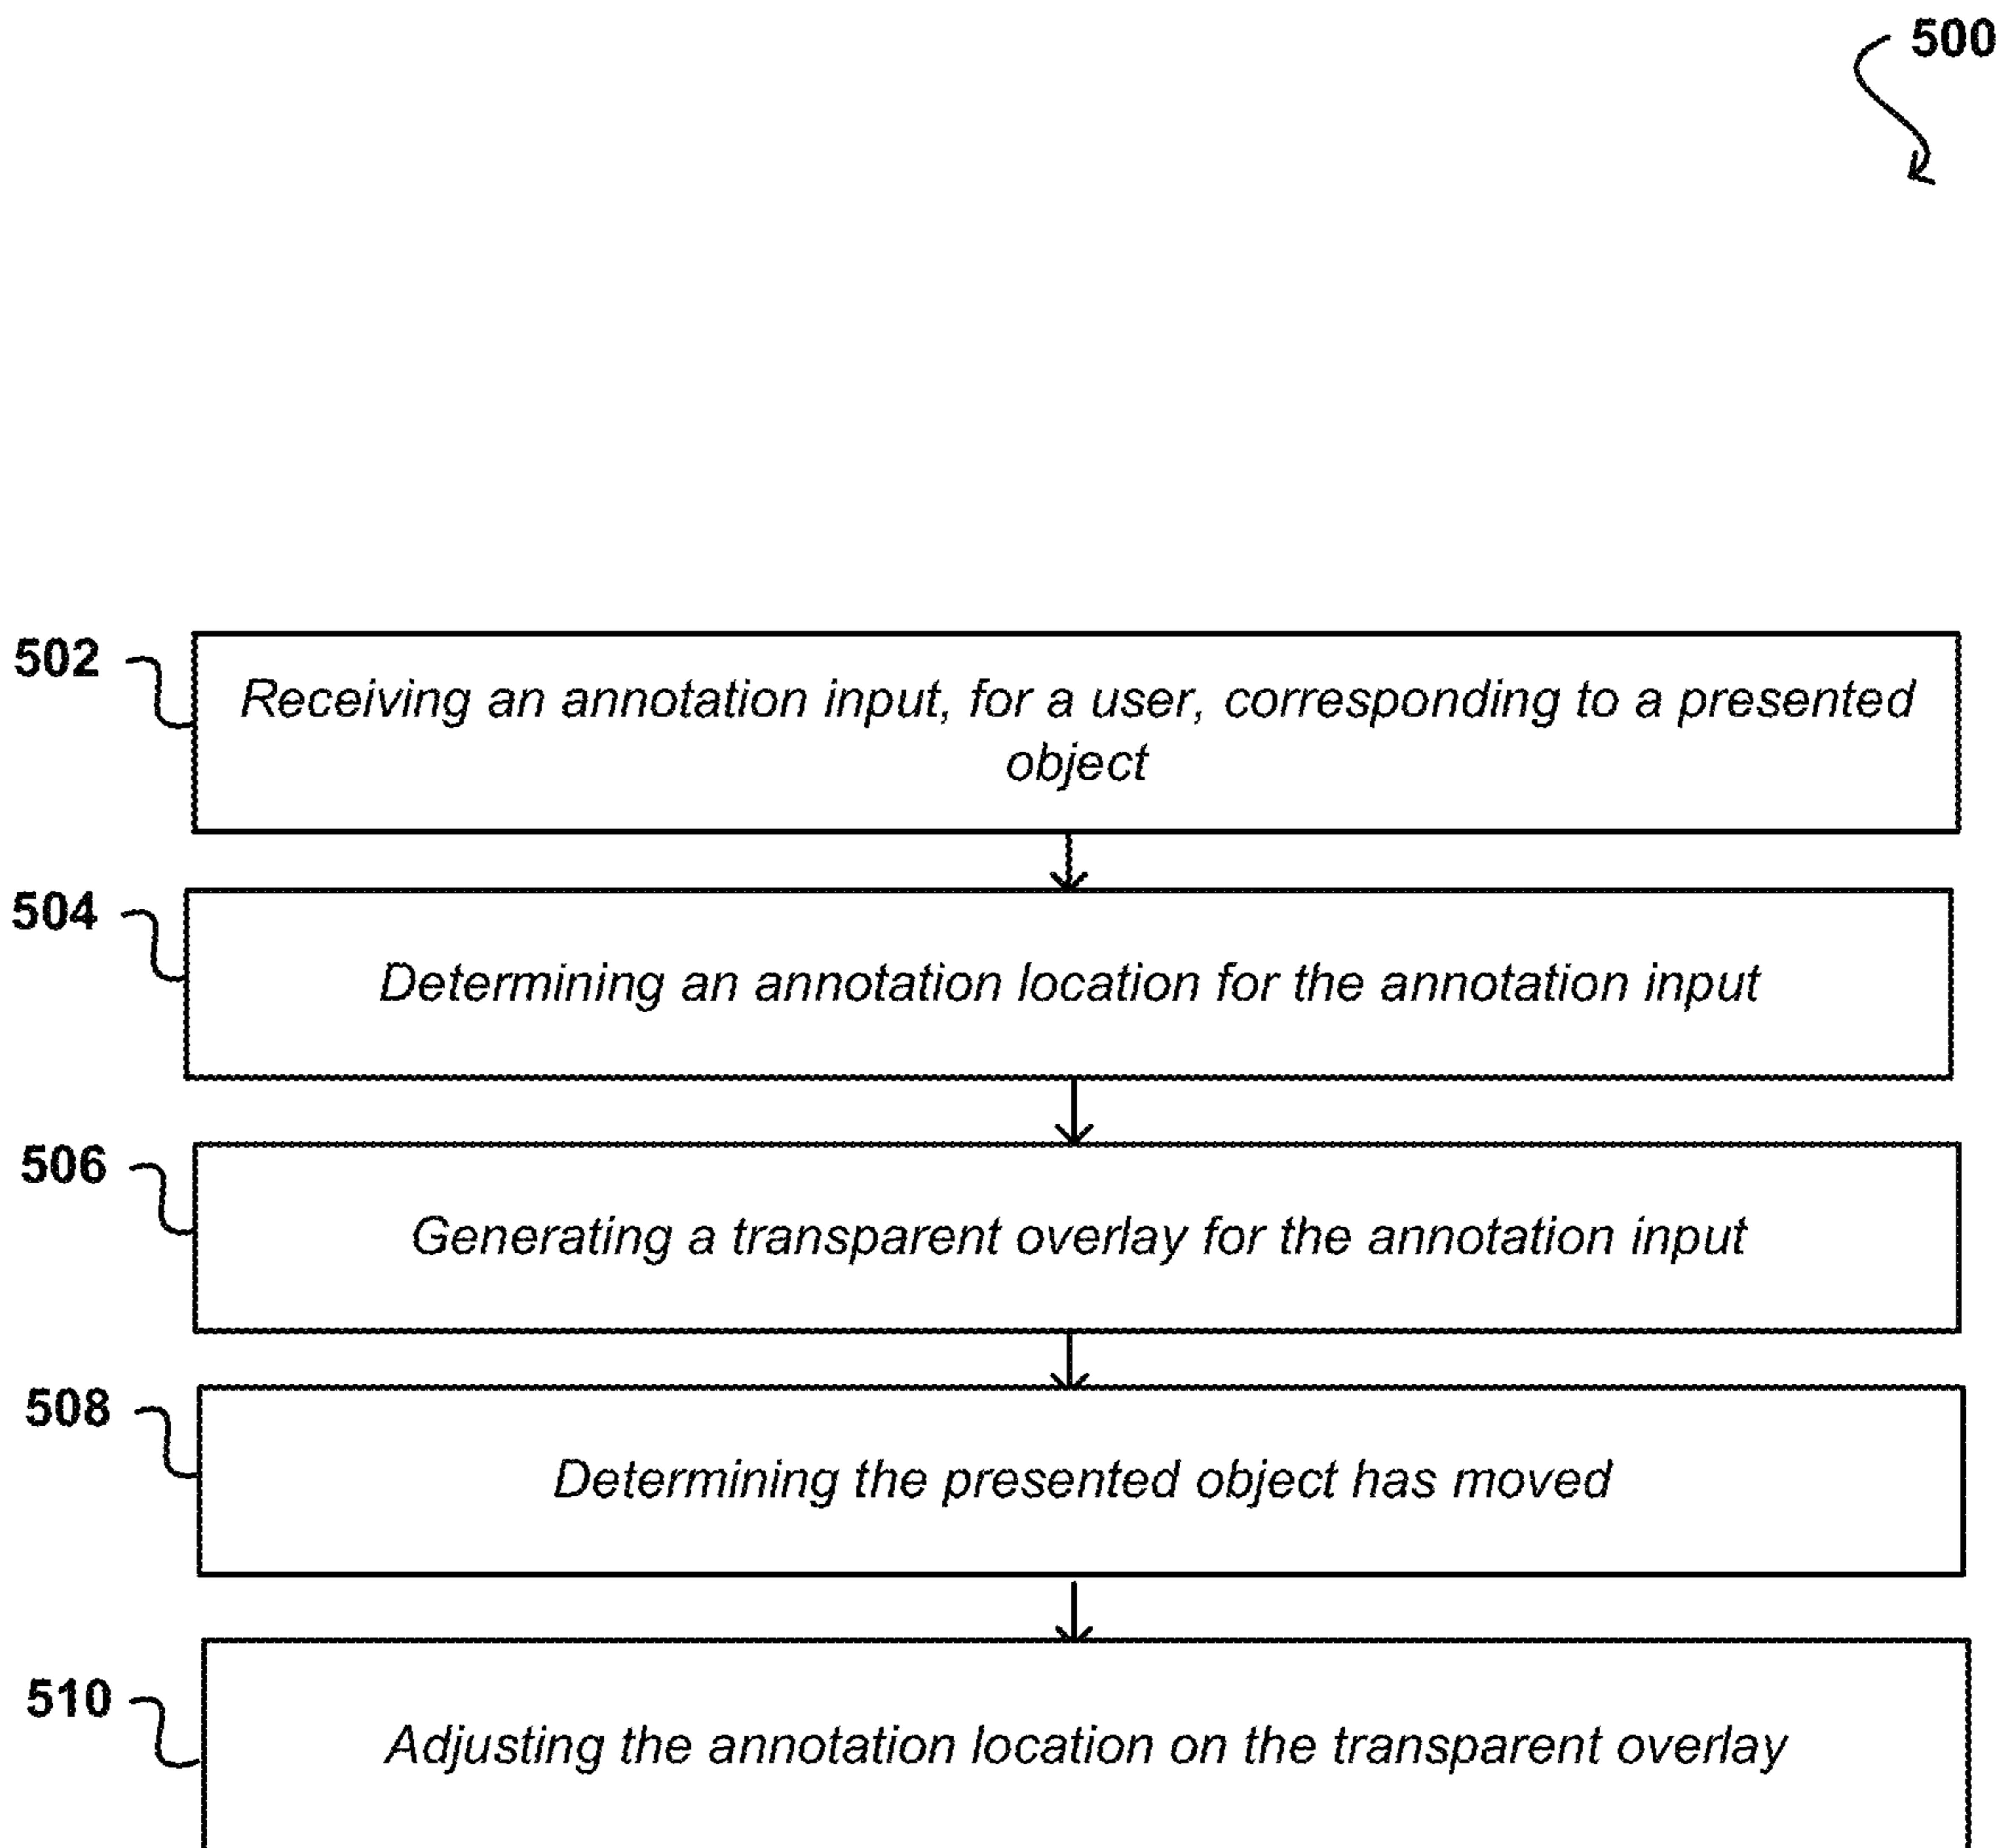 500
502
Receiving an annotation input, for a user, corresponding to a presented
object
504
Determining an annotation location for the annotation input
506
Generating a transparent overlay for the annotation input
508
Determining the presented object has moved
510
Adjusting the annotation location on the transparent overlay